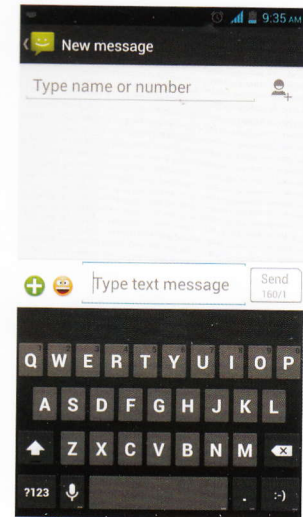 9:35 AM
New message
Type name or number
Type text message
Send
160/1
Q W E R T Y U I O P
A S D F G H J K L
Z X C V B N M
?123 . :-)